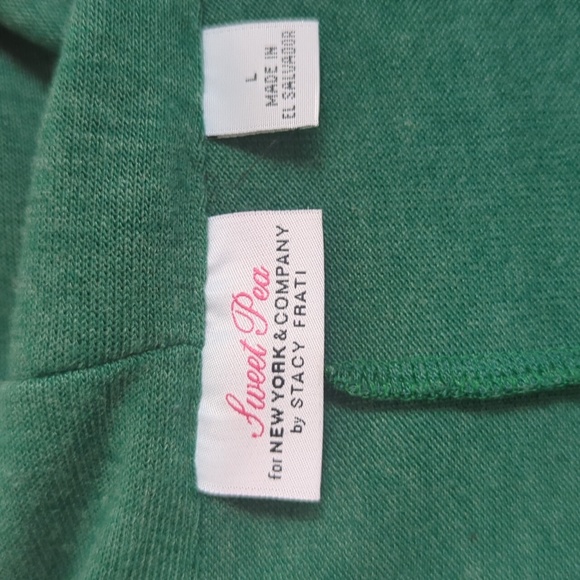 L
MADE IN
EL SALVADOR
Sweet Pea
for NEW YORK & COMPANY
by STACY FRATI